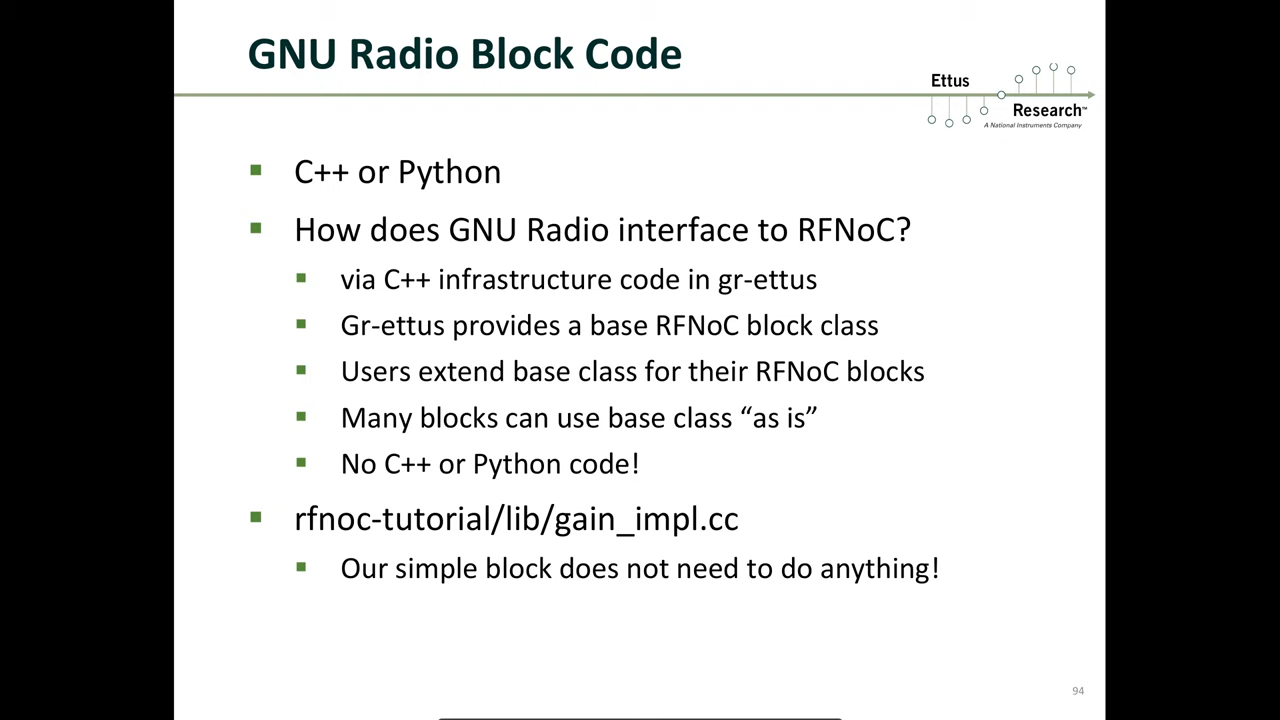 GNU Radio Block Code
Ettus
Research™
A National Instruments Company
▪ C++ or Python
▪ How does GNU Radio interface to RFNoC?
▪ via C++ infrastructure code in gr-ettus
▪ Gr-ettus provides a base RFNoC block class
▪ Users extend base class for their RFNoC blocks
▪ Many blocks can use base class “as is”
▪ No C++ or Python code!
▪ rfnoc-tutorial/lib/gain_impl.cc
▪ Our simple block does not need to do anything!
94